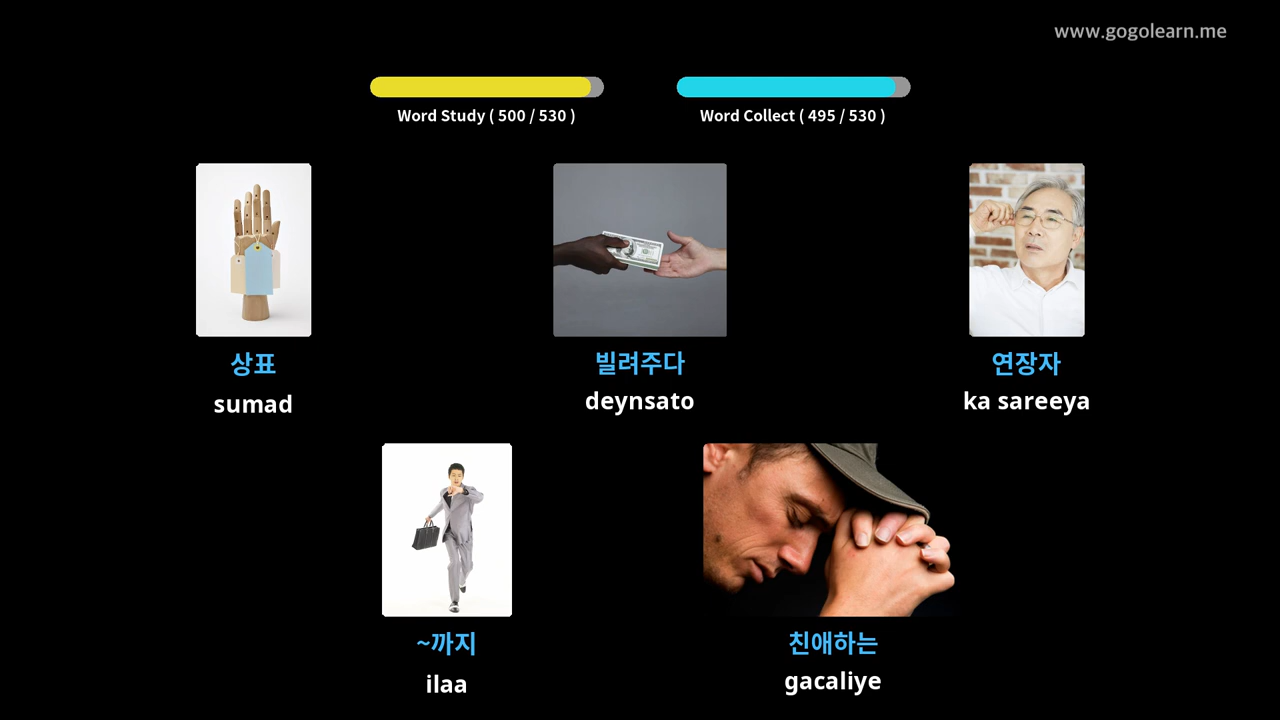 www.gogolearn.me
Word Study ( 500 / 530 )
Word Collect ( 495 / 530 )
상표
sumad
빌려주다
deynsato
연장자
ka sareeya
~까지
ilaa
친애하는
gacaliye